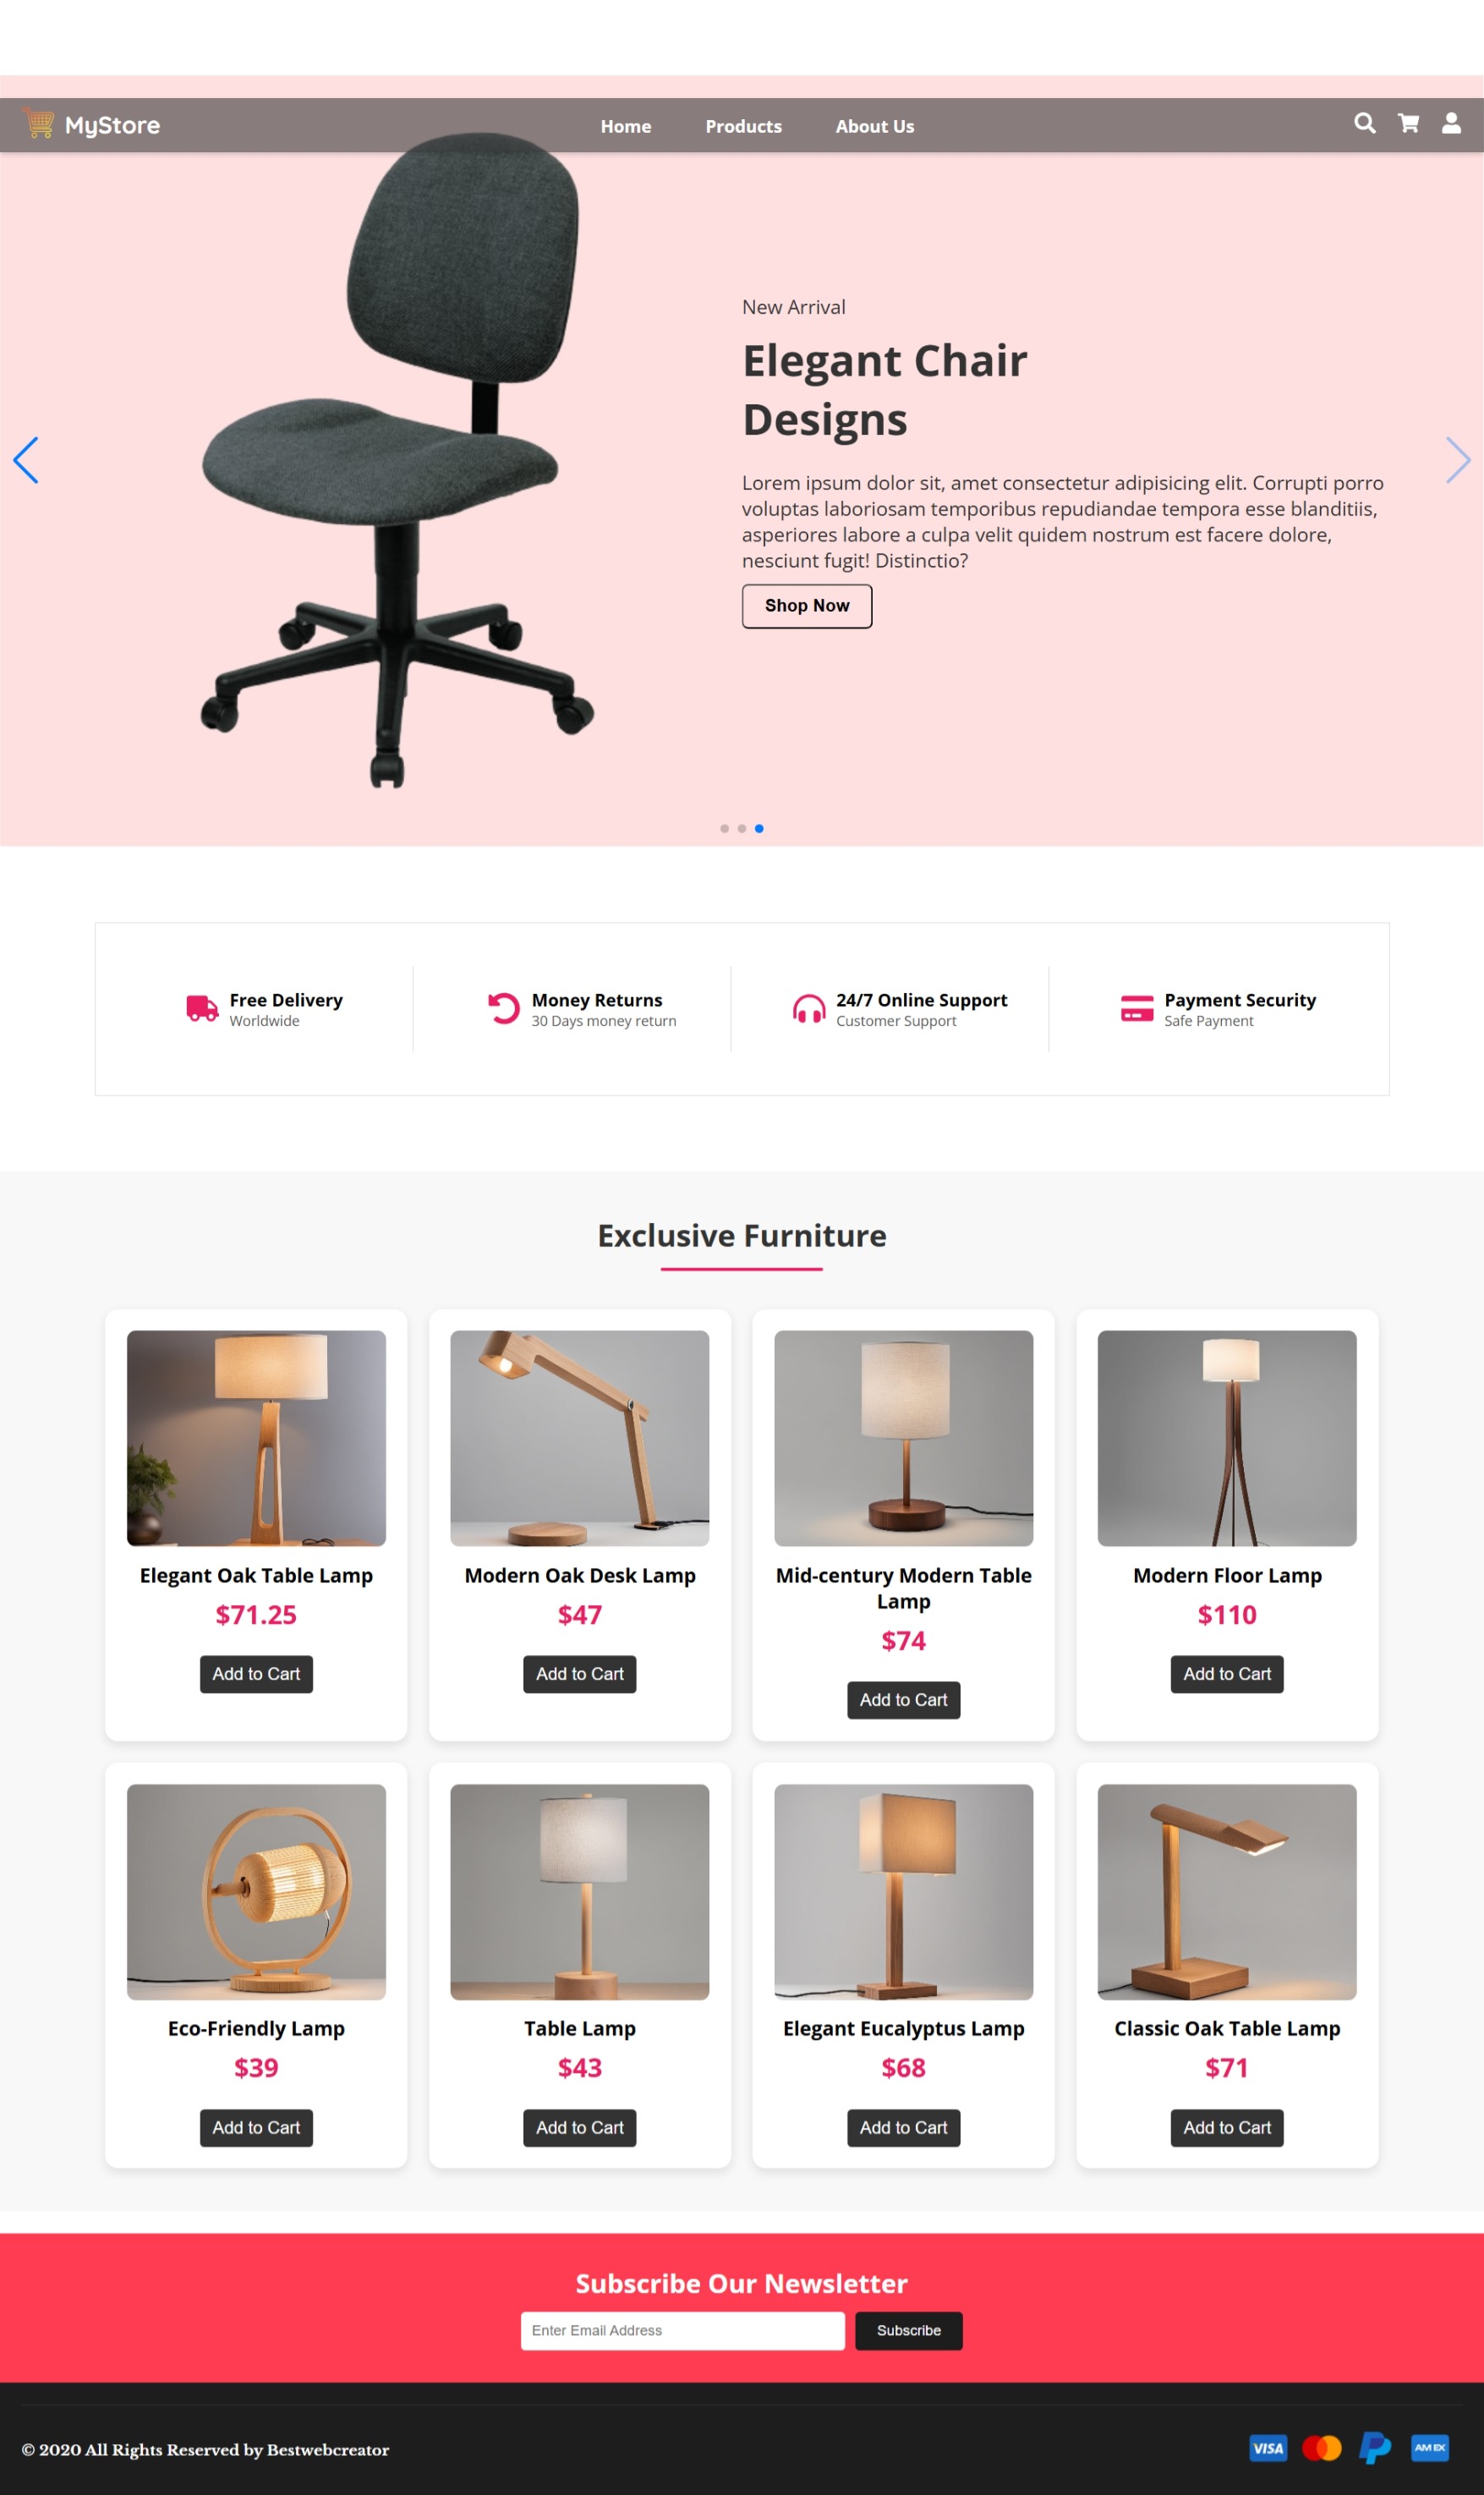 MyStore
Home Products About Us
New Arrival
Elegant Chair
Designs
Lorem ipsum dolor sit, amet consectetur adipisicing elit. Corrupti porro
voluptas laboriosam temporibus repudiandae tempora esse blanditiis,
asperiores labore a culpa velit quidem nostrum est facere dolore,
nesciunt fugit! Distinctio?
Shop Now
Free Delivery
Worldwide
Money Returns
30 Days money return
24/7 Online Support
Customer Support
Payment Security
Safe Payment
Exclusive Furniture
Elegant Oak Table Lamp
$71.25
Add to Cart
Modern Oak Desk Lamp
$47
Add to Cart
Mid-century Modern Table
Lamp
$74
Add to Cart
Modern Floor Lamp
$110
Add to Cart
Eco-Friendly Lamp
$39
Add to Cart
Table Lamp
$43
Add to Cart
Elegant Eucalyptus Lamp
$68
Add to Cart
Classic Oak Table Lamp
$71
Add to Cart
Subscribe Our Newsletter
Enter Email Address
Subscribe
© 2020 All Rights Reserved by Bestwebcreator
VISA
AM EX